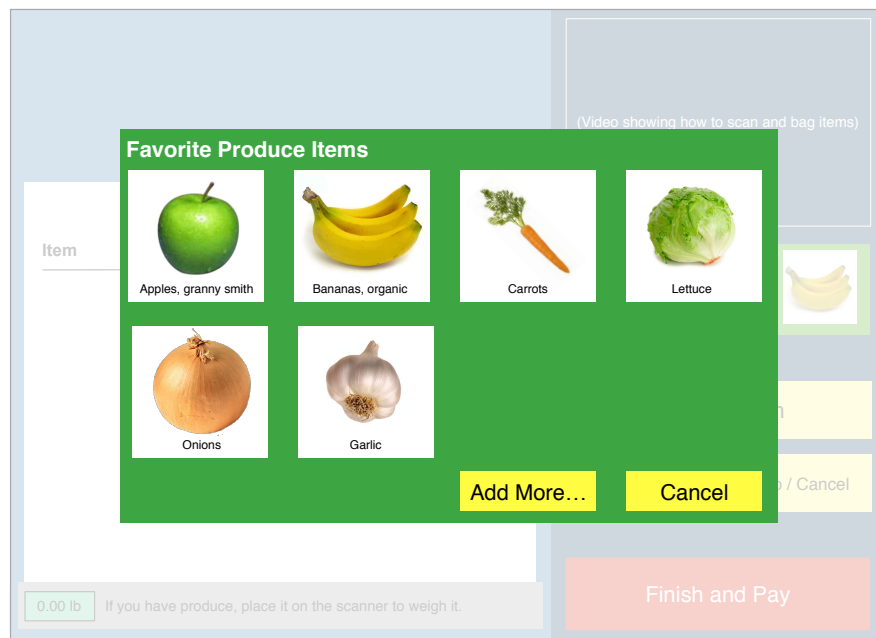 (Video showing how to scan and bag items)
Favorite Produce Items
Item
Apples, granny smith
Bananas, organic
Carrots
Lettuce
Onions
Garlic
Add More…
Cancel
/ Cancel
Finish and Pay
0.00 lb
If you have produce, place it on the scanner to weigh it.